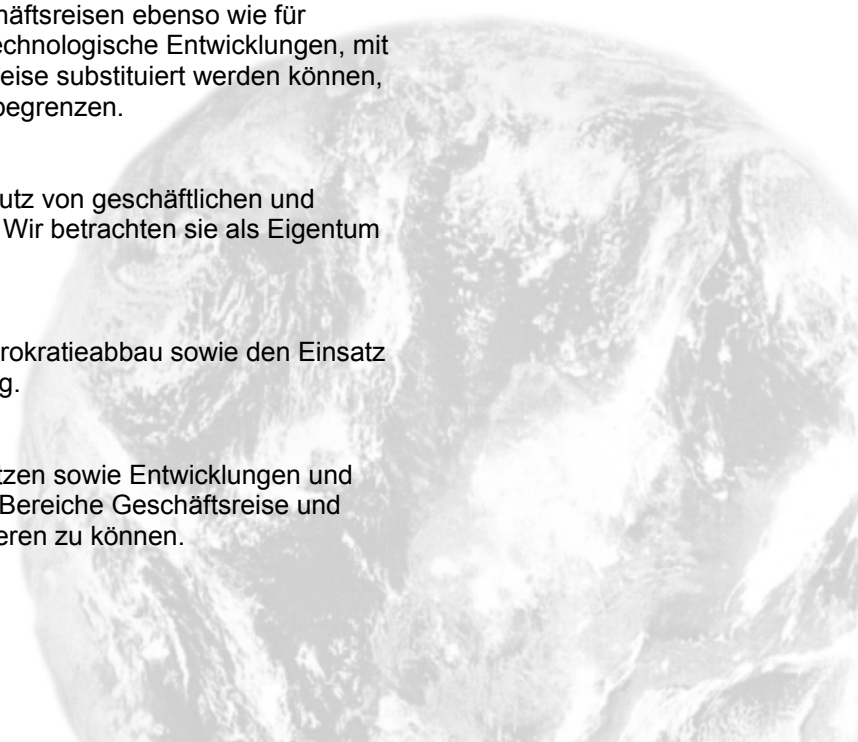 häftsreisen ebenso wie für
echnologische Entwicklungen, mit
eise substituiert werden können,
begrenzen.
utz von geschäftlichen und
Wir betrachten sie als Eigentum
rokratieabbau sowie den Einsatz
g.
tzen sowie Entwicklungen und
Bereiche Geschäftsreise und
eren zu können.